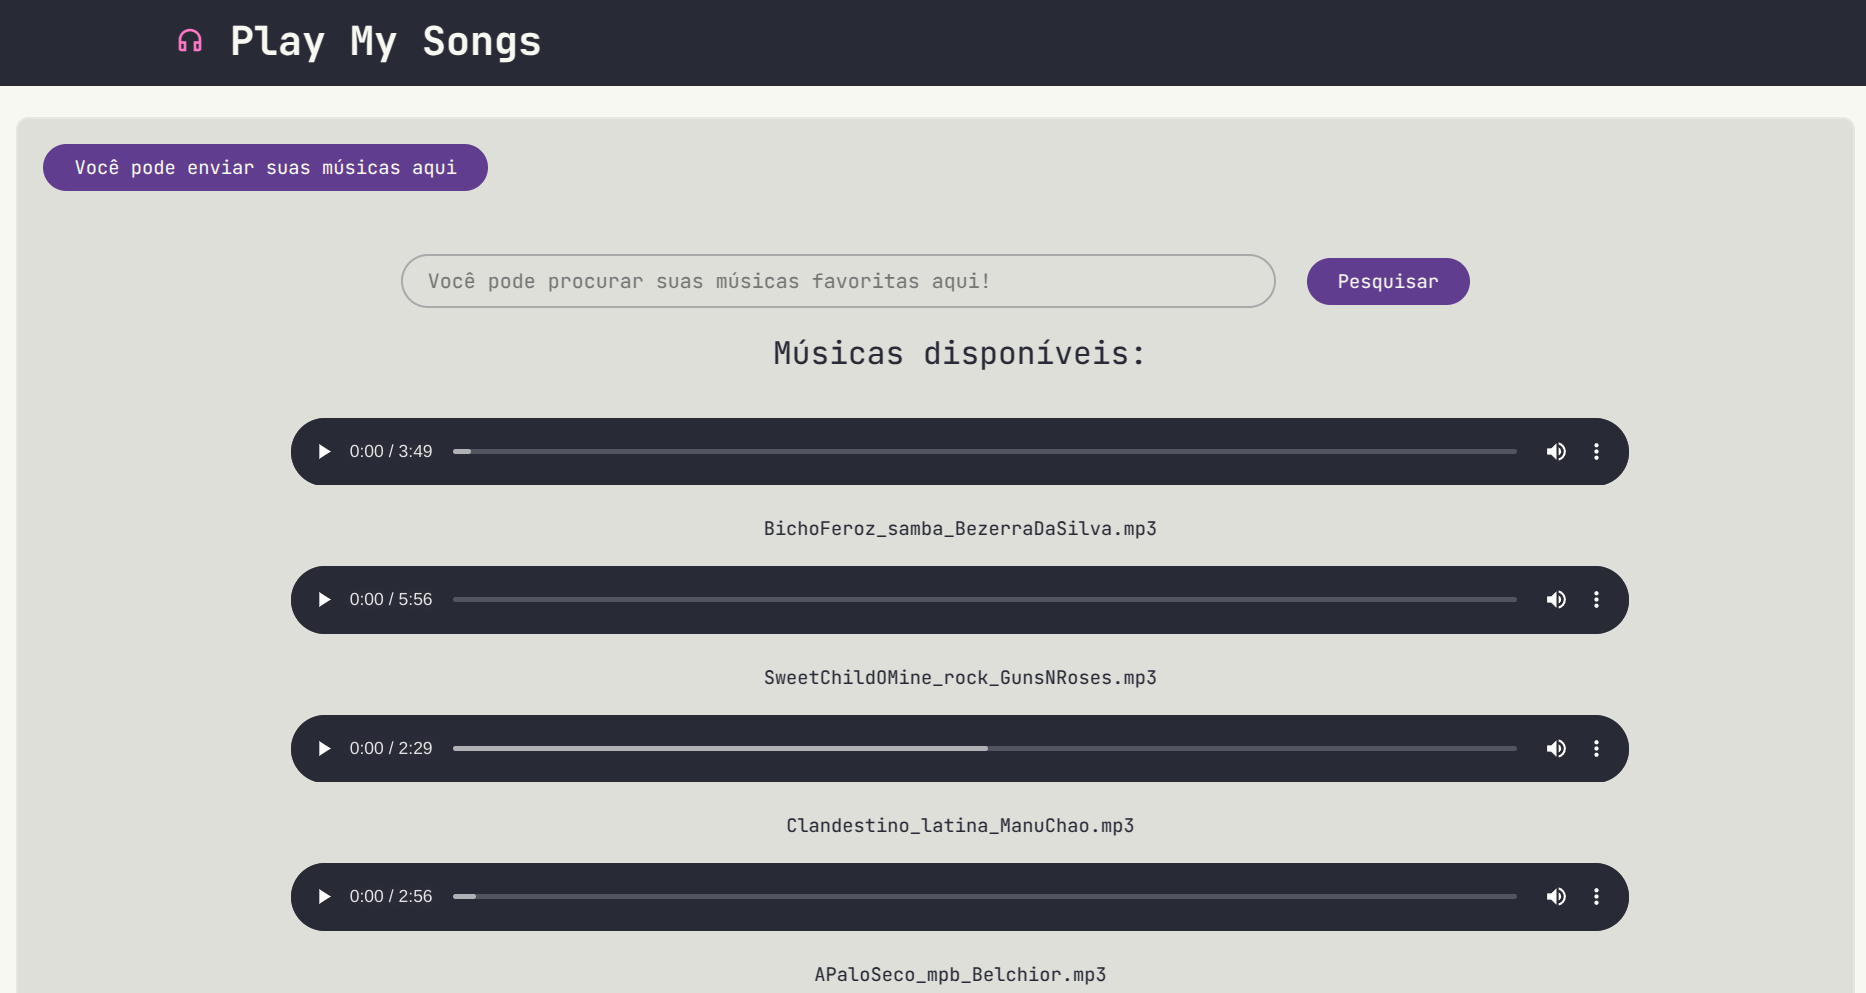 Play My Songs
Você pode enviar suas músicas aqui
Você pode procurar suas músicas favoritas aqui!
Pesquisar
Músicas disponíveis:
0:00 / 3:49
BichoFeroz_samba_BezerraDaSilva.mp3
0:00 / 5:56
SweetChildOMine_rock_GunsNRoses.mp3
0:00 / 2:29
Clandestino_latina_ManuChao.mp3
0:00 / 2:56
APaloSeco_mpb_Belchior.mp3